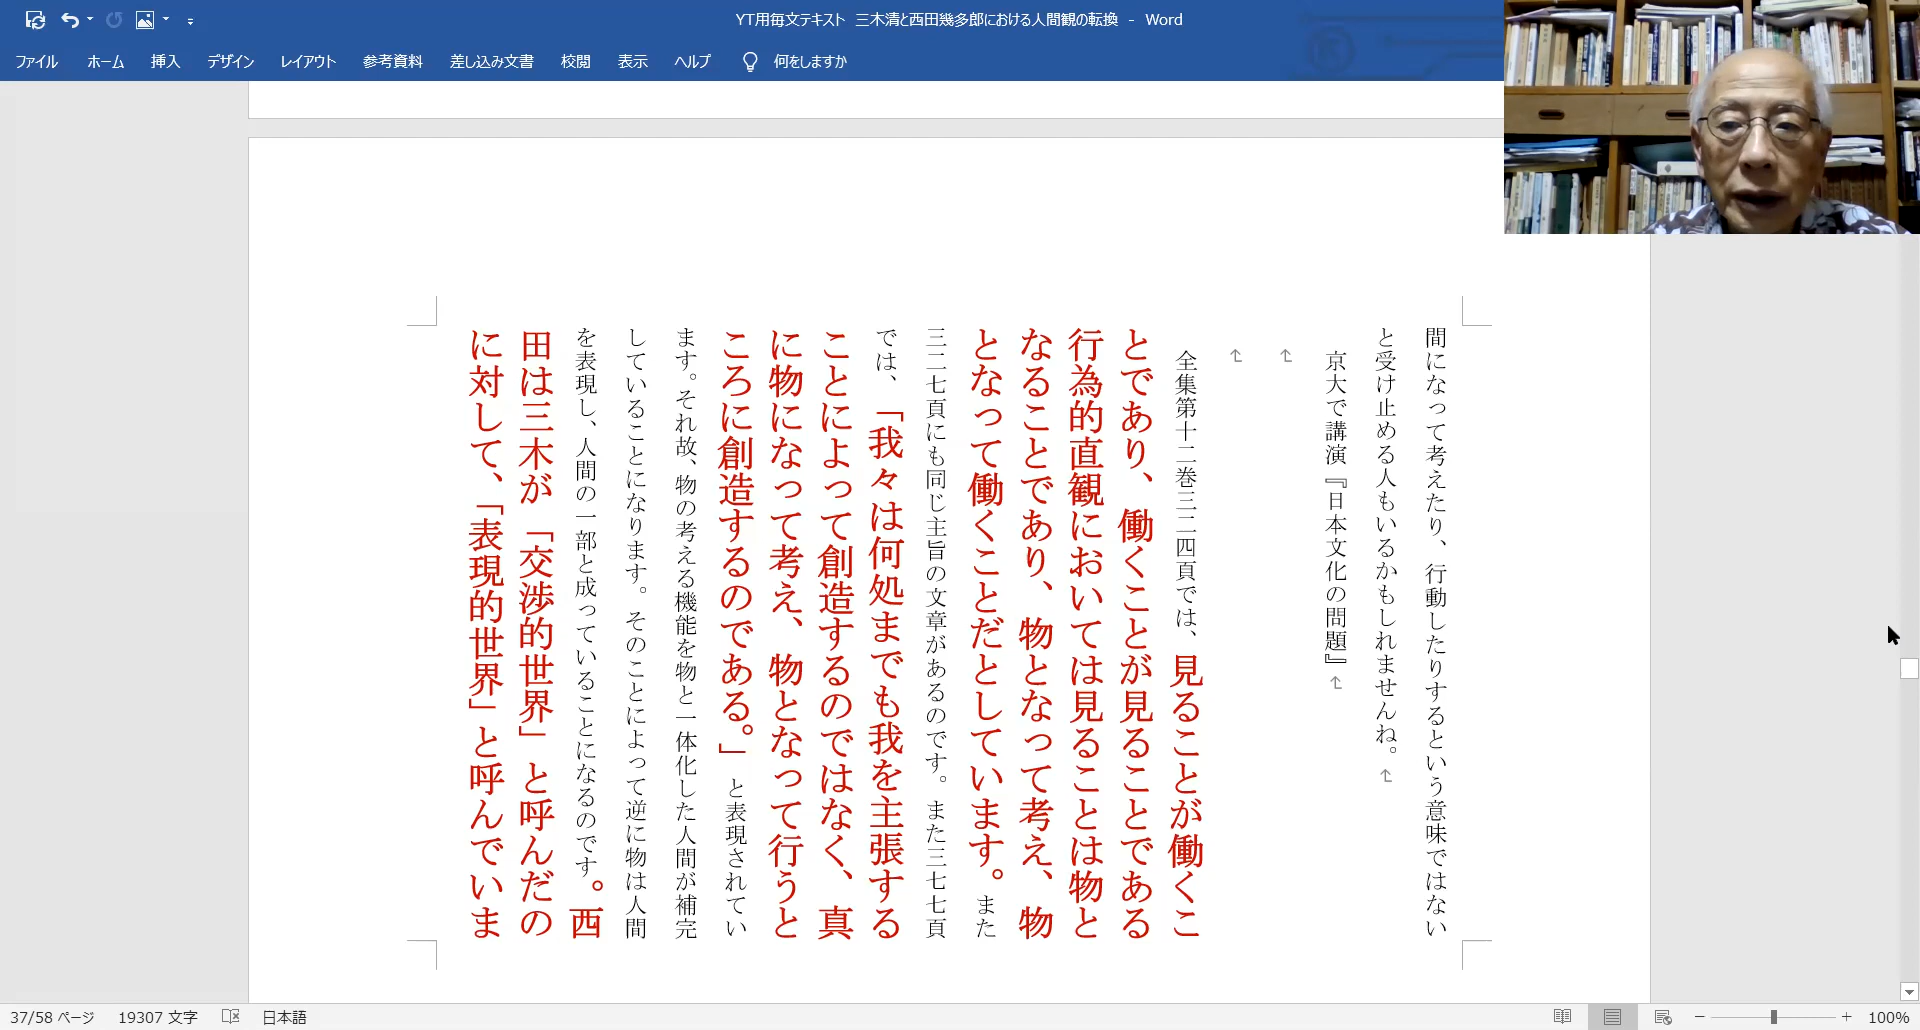 YT用毎文テキスト 三木清と西田幾多郎における人間観の転換 - Word
ファイル ホーム 挿入 デザイン レイアウト 参考資料 差し込み文書 校閲 表示 ヘルプ 何をしますか
間になって考えたり、行動したりするという意味ではない
と受け止める人もいるかもしれませんね。
京大で講演『日本文化の問題』
全集第十二巻三二四頁では、見ることが働くこ
とであり、働くことが見ることである
行為的直観においては見ることは物と
なることであり、物となって考え、物
となって働くことだとしています。また
三二七頁にも同じ主旨の文章があるのです。また三七七頁
では、「我々は何処までも我を主張する
ことによって創造するのではなく、真
に物になって考え、物となって行うと
ころに創造するのである。」と表現されてい
ます。それ故、物の考える機能を物と一体化した人間が補完
していることになります。そのことによって逆に物は人間
を表現し、人間の一部と成っていることになるのです。。西
田は三木が「交渉的世界」と呼んだの
に対して、「表現的世界」と呼んでいま
37/58 ページ 19307 文字 日本語 100%